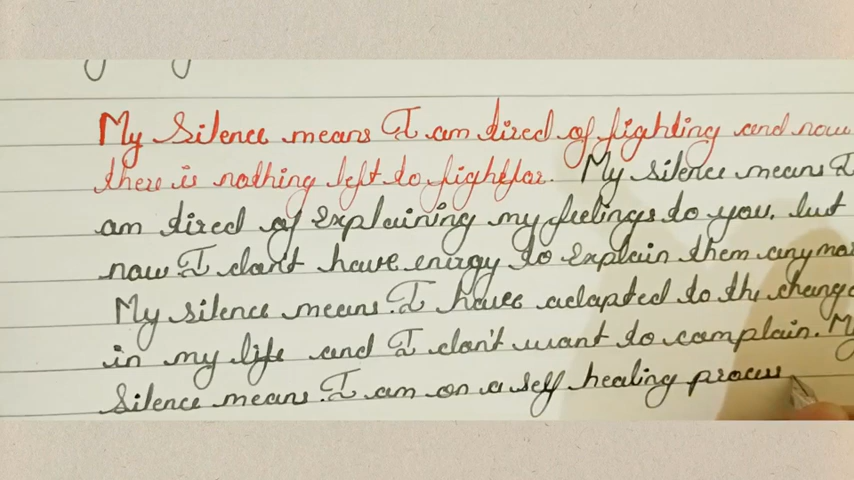 My Silence means I am tired of fighting and now
there is nothing left to fight for. My silence means I
am tired of explaining my feelings to you, but
now I don't have energy to explain them anymor
My silence means I have adapted to the change
in my life and I don't want to complain. My
Silence means I am on a self healing process